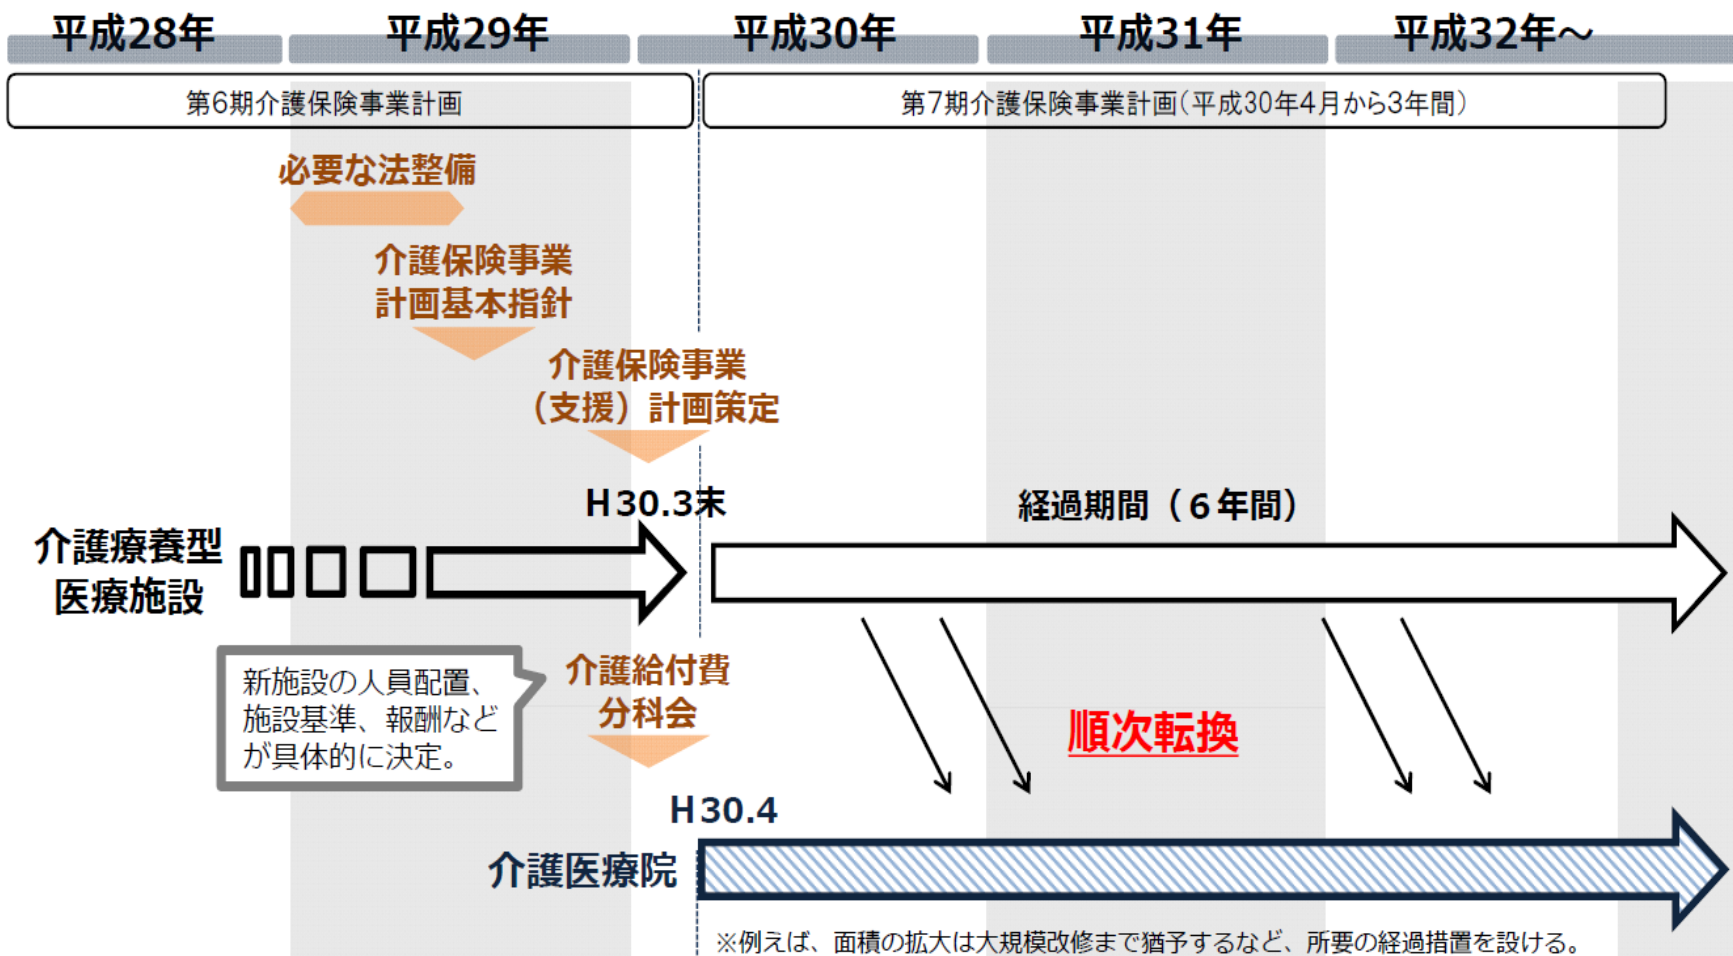 平成28年
平成29年
平成30年
平成31年
平成32年～
第6期介護保険事業計画
第7期介護保険事業計画(平成30年4月から3年間)
必要な法整備
介護保険事業
計画基本指針
介護保険事業
（支援）計画策定
H30.3末
経過期間（６年間）
介護療養型
医療施設
新施設の人員配置、
施設基準、報酬など
が具体的に決定。
介護給付費
分科会
順次転換
H30.4
介護医療院
※例えば、面積の拡大は大規模改修まで猶予するなど、所要の経過措置を設ける。